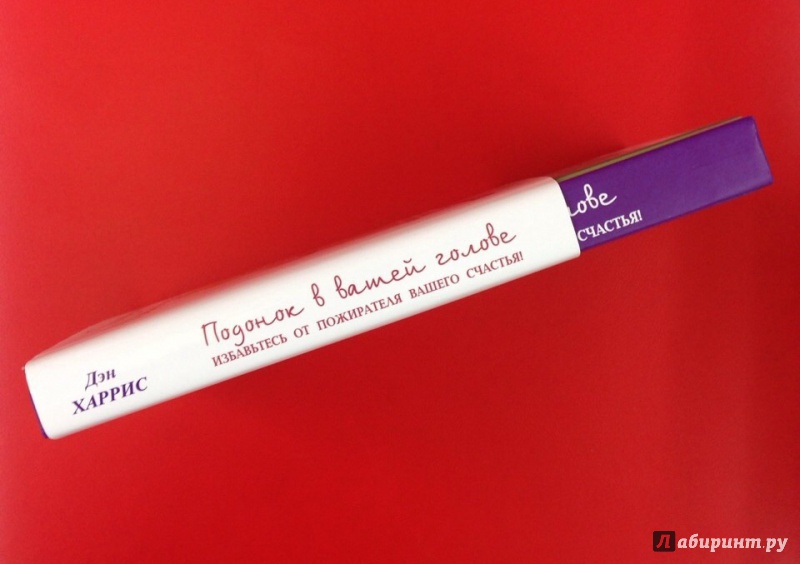 Дэн
ХАРРИС
Подонок в вашей голове
ИЗБАВЬТЕСЬ ОТ ПОЖИРАТЕЛЯ ВАШЕГО СЧАСТЬЯ!
лове
СЧАСТЬЯ!
Лабиринт.ру